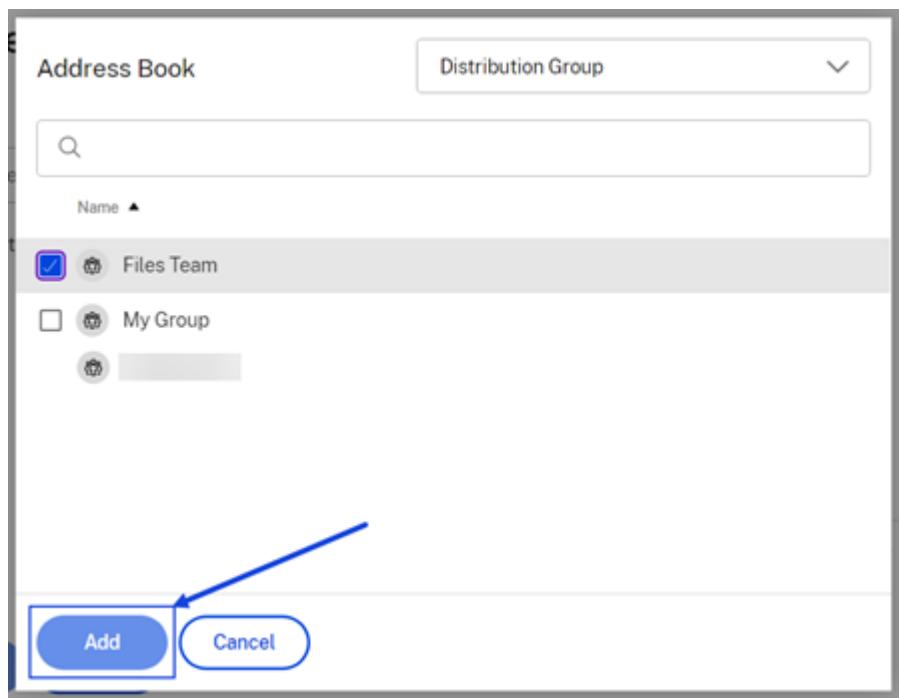 Address Book
Distribution Group
Name
Files Team
My Group
Add
Cancel